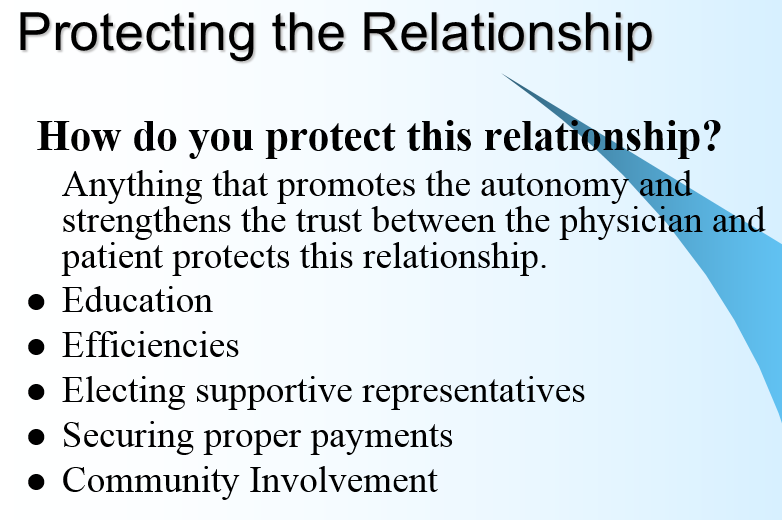 Protecting the Relationship
How do you protect this relationship?
Anything that promotes the autonomy and
strengthens the trust between the physician and
patient protects this relationship.
● Education
● Efficiencies
● Electing supportive representatives
● Securing proper payments
● Community Involvement